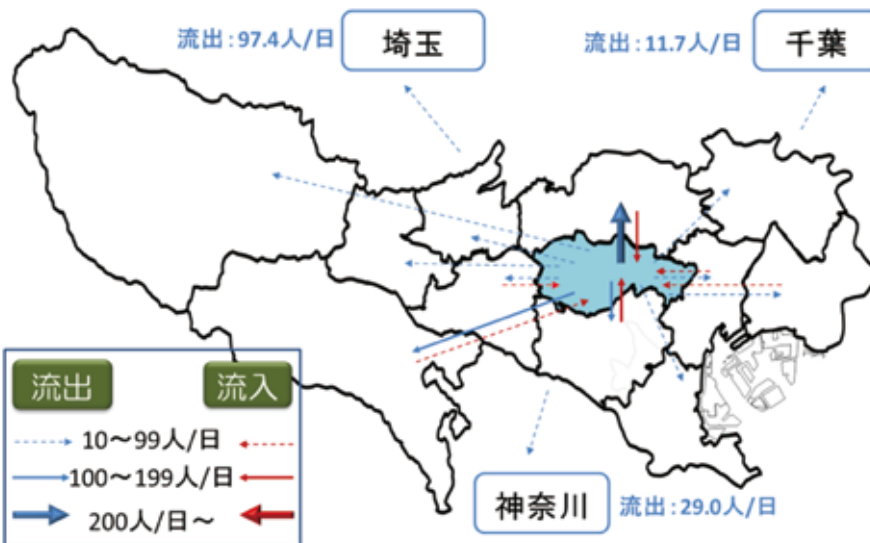 流出:97.4人/日
埼玉
流出:11.7人/日
千葉
流出
流入
10~99人/日
100~199人/日
200人/日~
神奈川
流出:29.0人/日